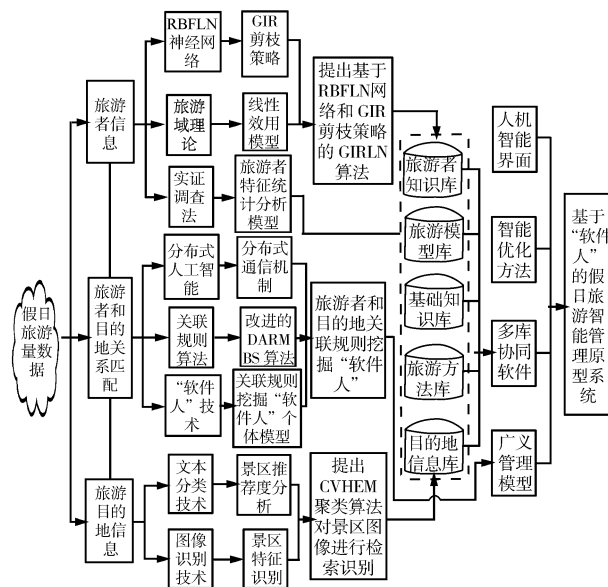 假日
旅游
量数据
旅游
者信
息
旅游
者和
目的
地关
系匹
配
旅游
目的
地信息
RBFLN
神经网
络
GIR
剪枝
策略
旅游
域理论
线性
效用
模型
实证
调查
法
旅游者
特征统
计分析
模型
提出基于
RBFLN网
络和 GIR
剪枝策略
的 GIRLN
算法
分布式
人工智
能
分布式
通信机
制
关联
规则
算法
改进的
DARM
BS 算法
“软件
人”技
术
关联规则
挖掘“软
件人”个
体模型
旅游者和
目的地关
联规则挖
掘“软件
人”
文本
分类
技术
景区推
荐度分
析
图像
识别
技术
景区
特征
识别
提出
CVHEM
聚类算法
对景区图
像进行检
索识别
旅游者
知识库
旅游模
型库
基础知
识库
旅游方
法库
目的地
信息库
人机
智能
界面
智能
优化
方法
多库
协同
软件
广义
管理
模型
基于
“软件
人”的
假日旅
游智能
管理原
型系
统